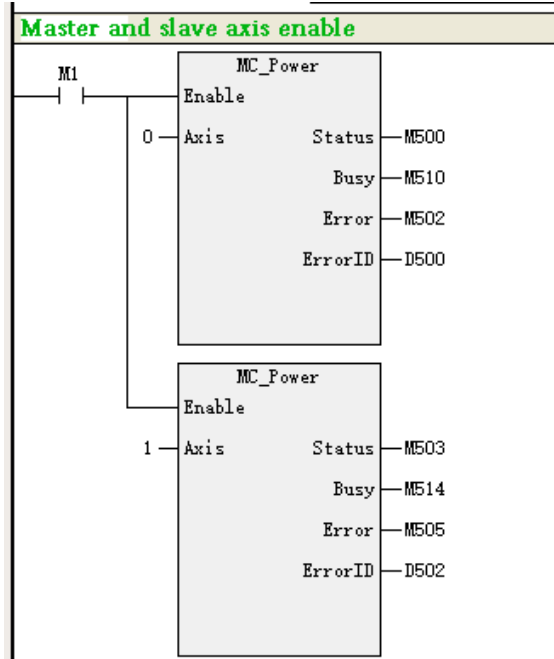 Master and slave axis enable
M1
MC_Power
Enable
0 Axis Status M500
Busy M510
Error M502
ErrorID D500
MC_Power
Enable
1 Axis Status M503
Busy M514
Error M505
ErrorID D502